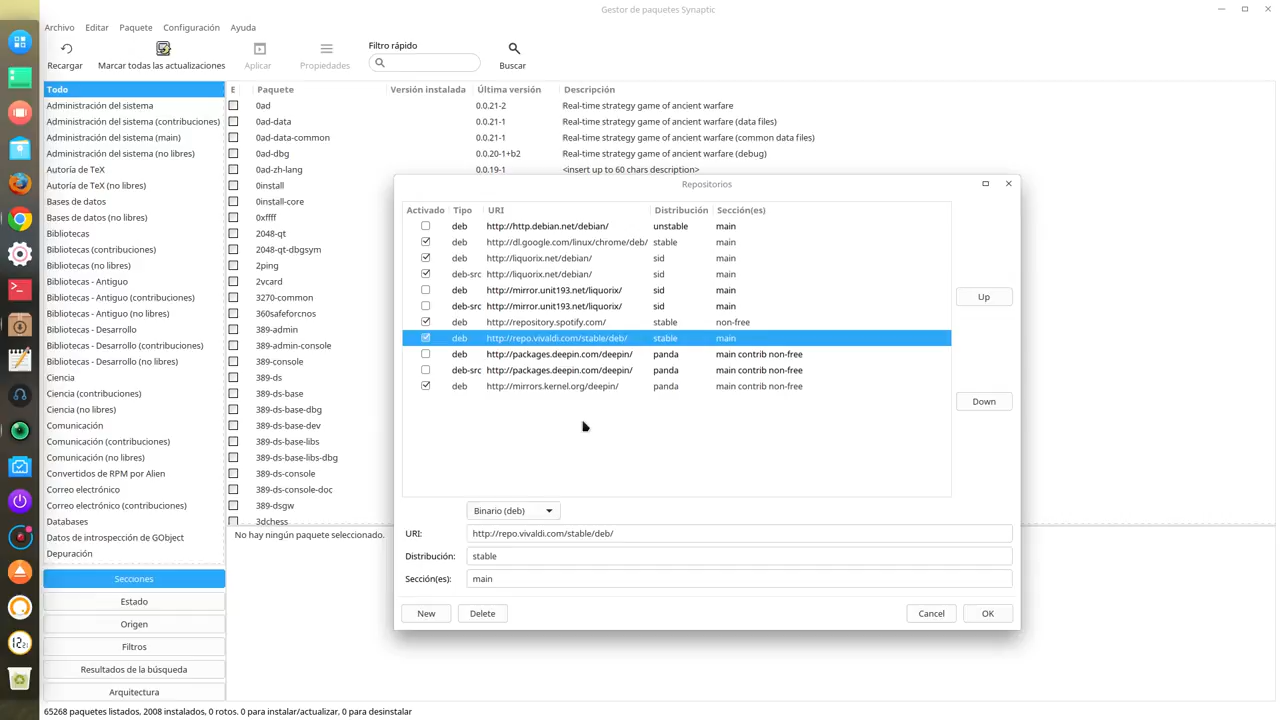 Gestor de paquetes Synaptic
Archivo Editar Paquete Configuración Ayuda
Recargar Marcar todas las actualizaciones Aplicar Propiedades Filtro rápido Buscar
Todo
Administración del sistema
Administración del sistema (contribuciones)
Administración del sistema (main)
Administración del sistema (no libres)
Autoría de TeX
Autoría de TeX (no libres)
Bases de datos
Bases de datos (no libres)
Bibliotecas
Bibliotecas (contribuciones)
Bibliotecas (no libres)
Bibliotecas - Antiguo
Bibliotecas - Antiguo (contribuciones)
Bibliotecas - Antiguo (no libres)
Bibliotecas - Desarrollo
Bibliotecas - Desarrollo (contribuciones)
Bibliotecas - Desarrollo (no libres)
Ciencia
Ciencia (contribuciones)
Ciencia (no libres)
Comunicación
Comunicación (contribuciones)
Comunicación (no libres)
Convertidos de RPM por Alien
Correo electrónico
Correo electrónico (contribuciones)
Databases
Datos de introspección de GObject
Depuración
Secciones
Estado
Origen
Filtros
Resultados de la búsqueda
Arquitectura
E Paquete Versión instalada Última versión Descripción
0ad 0.0.21-2 Real-time strategy game of ancient warfare
0ad-data 0.0.21-1 Real-time strategy game of ancient warfare (data files)
0ad-data-common 0.0.21-1 Real-time strategy game of ancient warfare (common data files)
0ad-dbg 0.0.20-1+b2 Real-time strategy game of ancient warfare (debug)
0ad-zh-lang 0.0.19-1 <insert up to 60 chars description>
0install
0install-core
0xffff
2048-qt
2048-qt-dbgsym
2ping
2vcard
3270-common
360safeforcnos
389-admin
389-admin-console
389-console
389-ds
389-ds-base
389-ds-base-dbg
389-ds-base-dev
389-ds-base-libs
389-ds-base-libs-dbg
389-ds-console
389-ds-console-doc
389-dsgw
3dchess
No hay ningún paquete seleccionado.
Repositorios
Activado Tipo URI Distribución Sección(es)
deb http://http.debian.net/debian/ unstable main
deb http://dl.google.com/linux/chrome/deb/ stable main
deb http://liquorix.net/debian/ sid main
deb-src http://liquorix.net/debian/ sid main
deb http://mirror.unit193.net/liquorix/ sid main
deb-src http://mirror.unit193.net/liquorix/ sid main
deb http://repository.spotify.com/ stable non-free
deb http://repo.vivaldi.com/stable/deb/ stable main
deb http://packages.deepin.com/deepin/ panda main contrib non-free
deb-src http://packages.deepin.com/deepin/ panda main contrib non-free
deb http://mirrors.kernel.org/deepin/ panda main contrib non-free
Up
Down
Binario (deb)
URI: http://repo.vivaldi.com/stable/deb/
Distribución: stable
Sección(es): main
New Delete Cancel OK
65268 paquetes listados, 2008 instalados, 0 rotos. 0 para instalar/actualizar, 0 para desinstalar